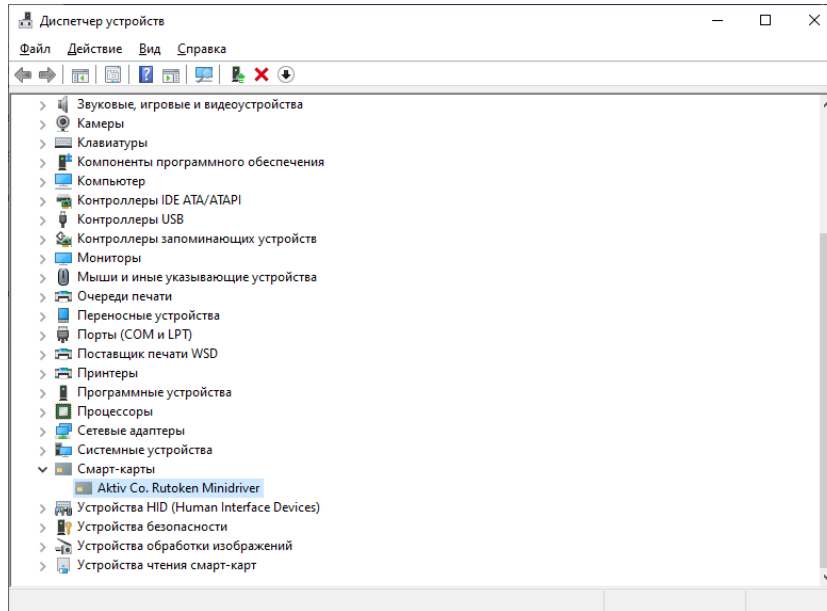 Диспетчер устройств
Файл Действие Вид Справка
Звуковые, игровые и видеоустройства
Камеры
Клавиатуры
Компоненты программного обеспечения
Компьютер
Контроллеры IDE ATA/ATAPI
Контроллеры USB
Контроллеры запоминающих устройств
Мониторы
Мыши и иные указывающие устройства
Очереди печати
Переносные устройства
Порты (COM и LPT)
Поставщик печати WSD
Принтеры
Программные устройства
Процессоры
Сетевые адаптеры
Системные устройства
Смарт-карты
Aktiv Co. Rutoken Minidriver
Устройства HID (Human Interface Devices)
Устройства безопасности
Устройства обработки изображений
Устройства чтения смарт-карт